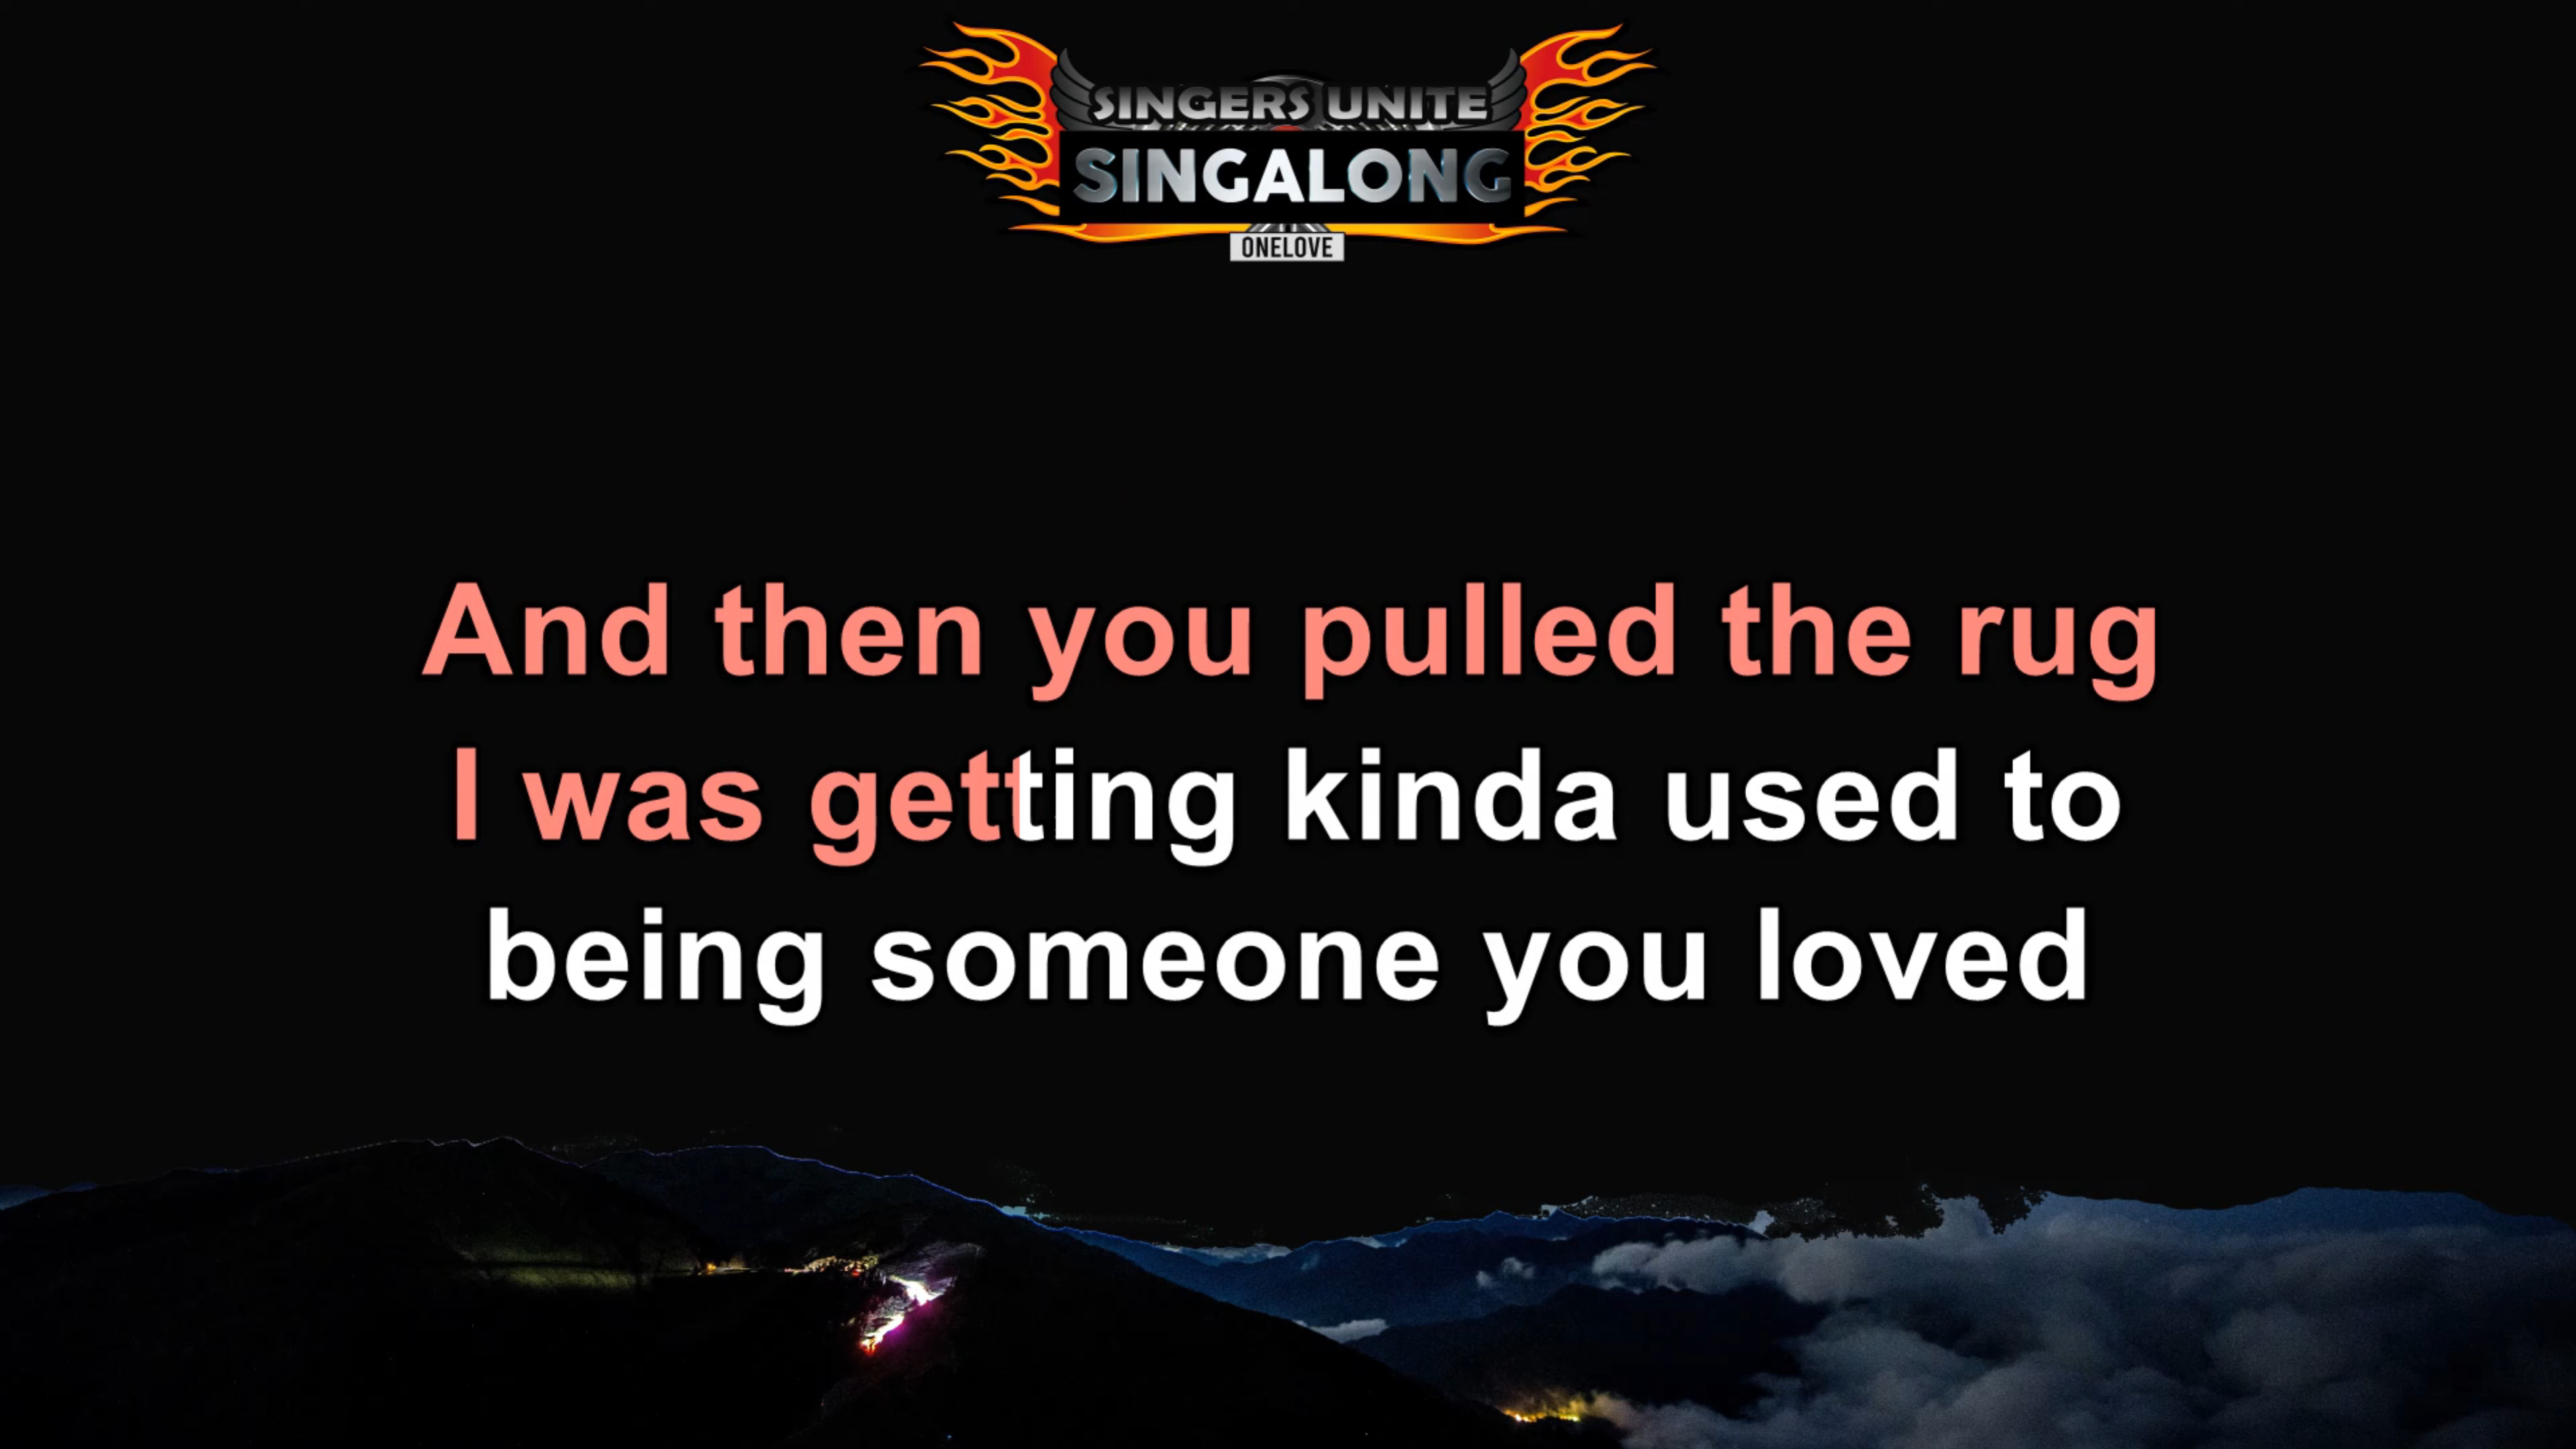 SINGERS UNITE
SINGALONG
ONELOVE
And then you pulled the rug
I was getting kinda used to
being someone you loved